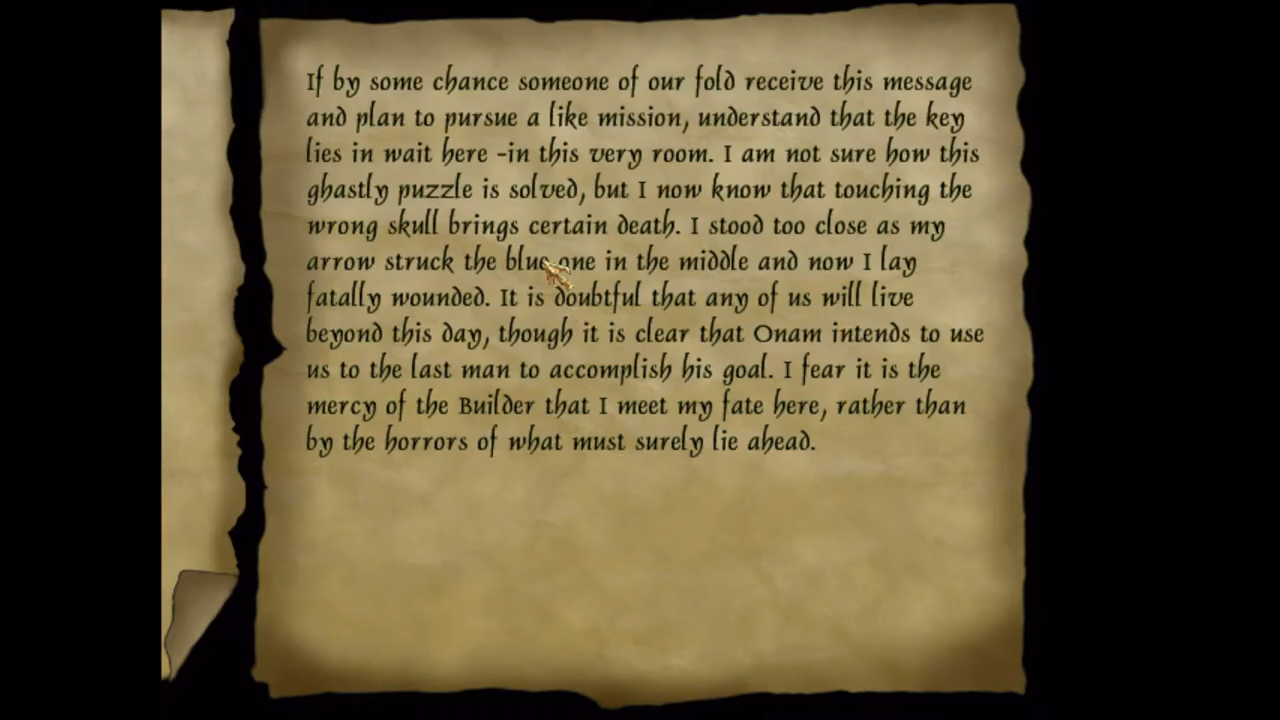 If by some chance someone of our fold receive this message
and plan to pursue a like mission, understand that the key
lies in wait here -in this very room. I am not sure how this
ghastly puzzle is solved, but I now know that touching the
wrong skull brings certain death. I stood too close as my
arrow struck the blue one in the middle and now I lay
fatally wounded. It is doubtful that any of us will live
beyond this day, though it is clear that Onam intends to use
us to the last man to accomplish his goal. I fear it is the
mercy of the Builder that I meet my fate here, rather than
by the horrors of what must surely lie ahead.